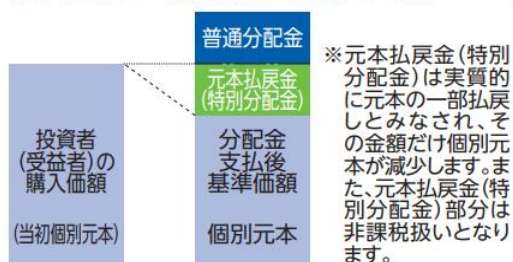 普通分配金
元本払戻金
(特別分配金)
投資者
(受益者)の
購入価額
(当初個別元本)
分配金
支払後
基準価額
個別元本
※元本払戻金(特別
分配金)は実質的
に元本の一部払戻
しとみなされ、そ
の金額だけ個別元
本が減少します。ま
た、元本払戻金(特
別分配金)部分は
非課税扱いとなり
ます。